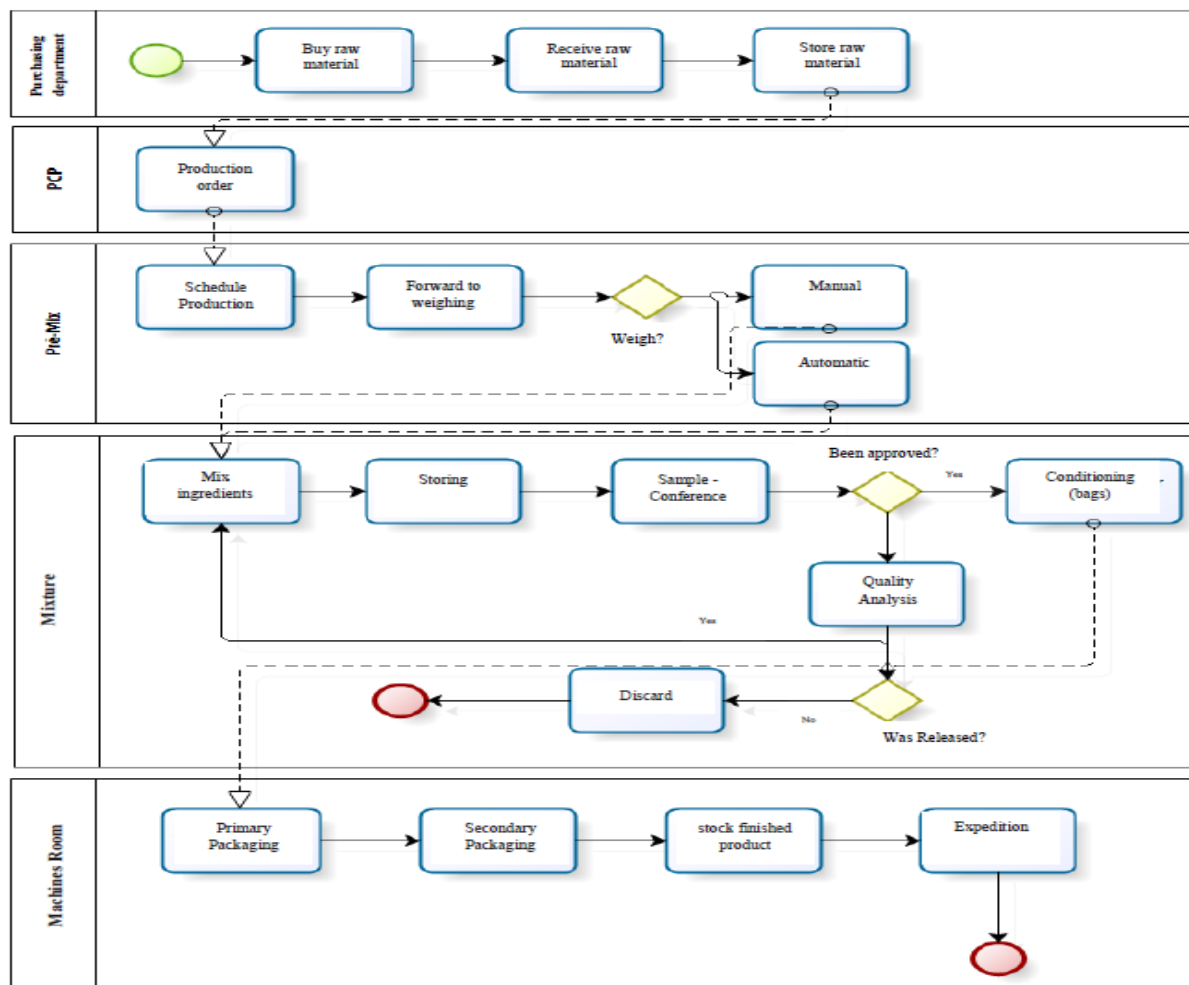 Purchasing
department
Buy raw
material
Receive raw
material
Store raw
material
PCP
Production
order
Pré-Mix
Schedule
Production
Forward to
weighing
Weigh?
Manual
Automatic
Mixture
Mix
ingredients
Storing
Sample -
Conference
Been approved?
Yes
Conditioning
(bags)
Quality
Analysis
Yes
Discard
No
Was Released?
Machines Room
Primary
Packaging
Secondary
Packaging
stock finished
product
Expedition